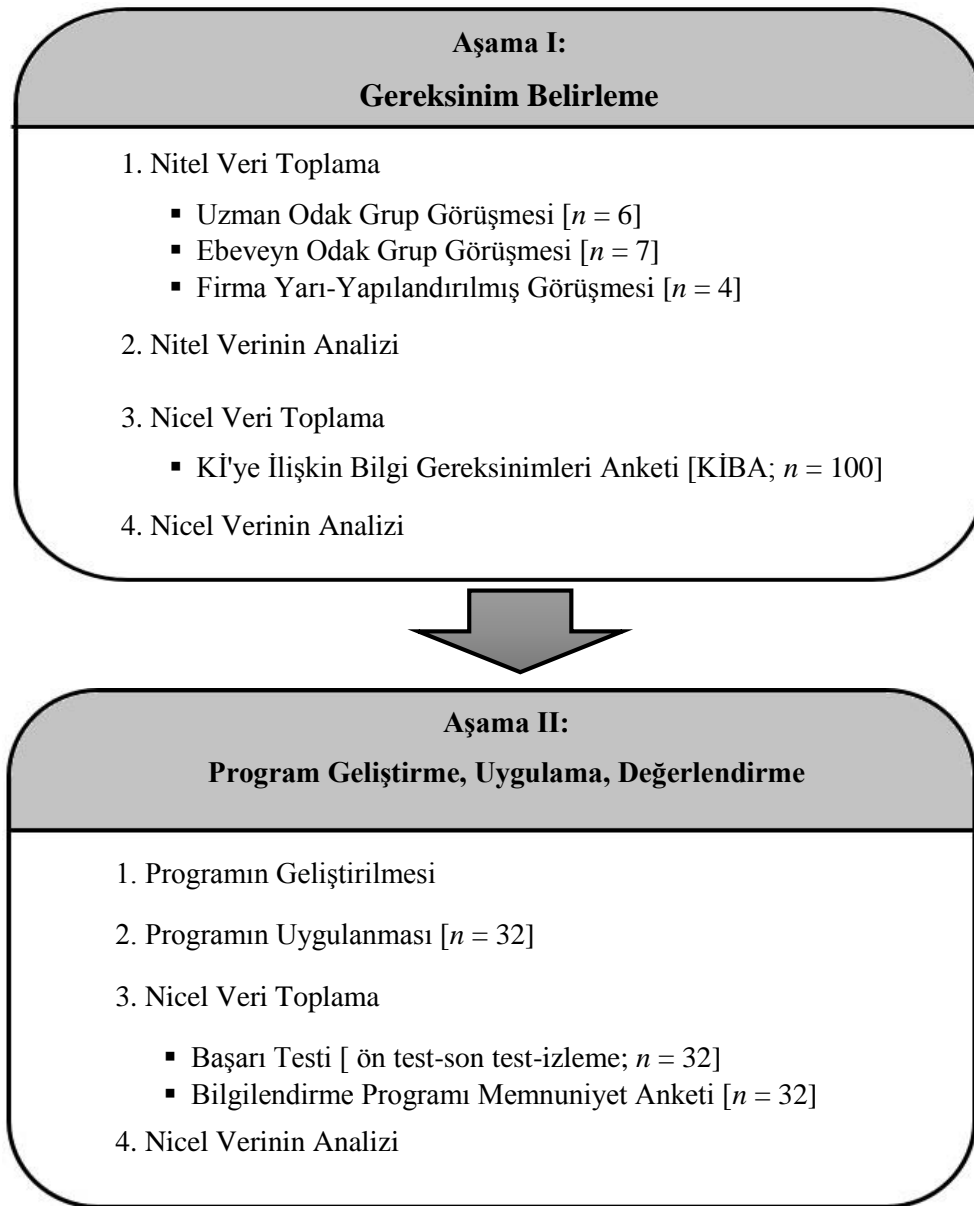 Aşama I:
Gereksinim Belirleme
1. Nitel Veri Toplama
▪ Uzman Odak Grup Görüşmesi [n = 6]
▪ Ebeveyn Odak Grup Görüşmesi [n = 7]
▪ Firma Yarı-Yapılandırılmış Görüşmesi [n = 4]
2. Nitel Verinin Analizi
3. Nicel Veri Toplama
▪ Kİ'ye İlişkin Bilgi Gereksinimleri Anketi [KİBA; n = 100]
4. Nicel Verinin Analizi
Aşama II:
Program Geliştirme, Uygulama, Değerlendirme
1. Programın Geliştirilmesi
2. Programın Uygulanması [n = 32]
3. Nicel Veri Toplama
▪ Başarı Testi [ ön test-son test-izleme; n = 32]
▪ Bilgilendirme Programı Memnuniyet Anketi [n = 32]
4. Nicel Verinin Analizi